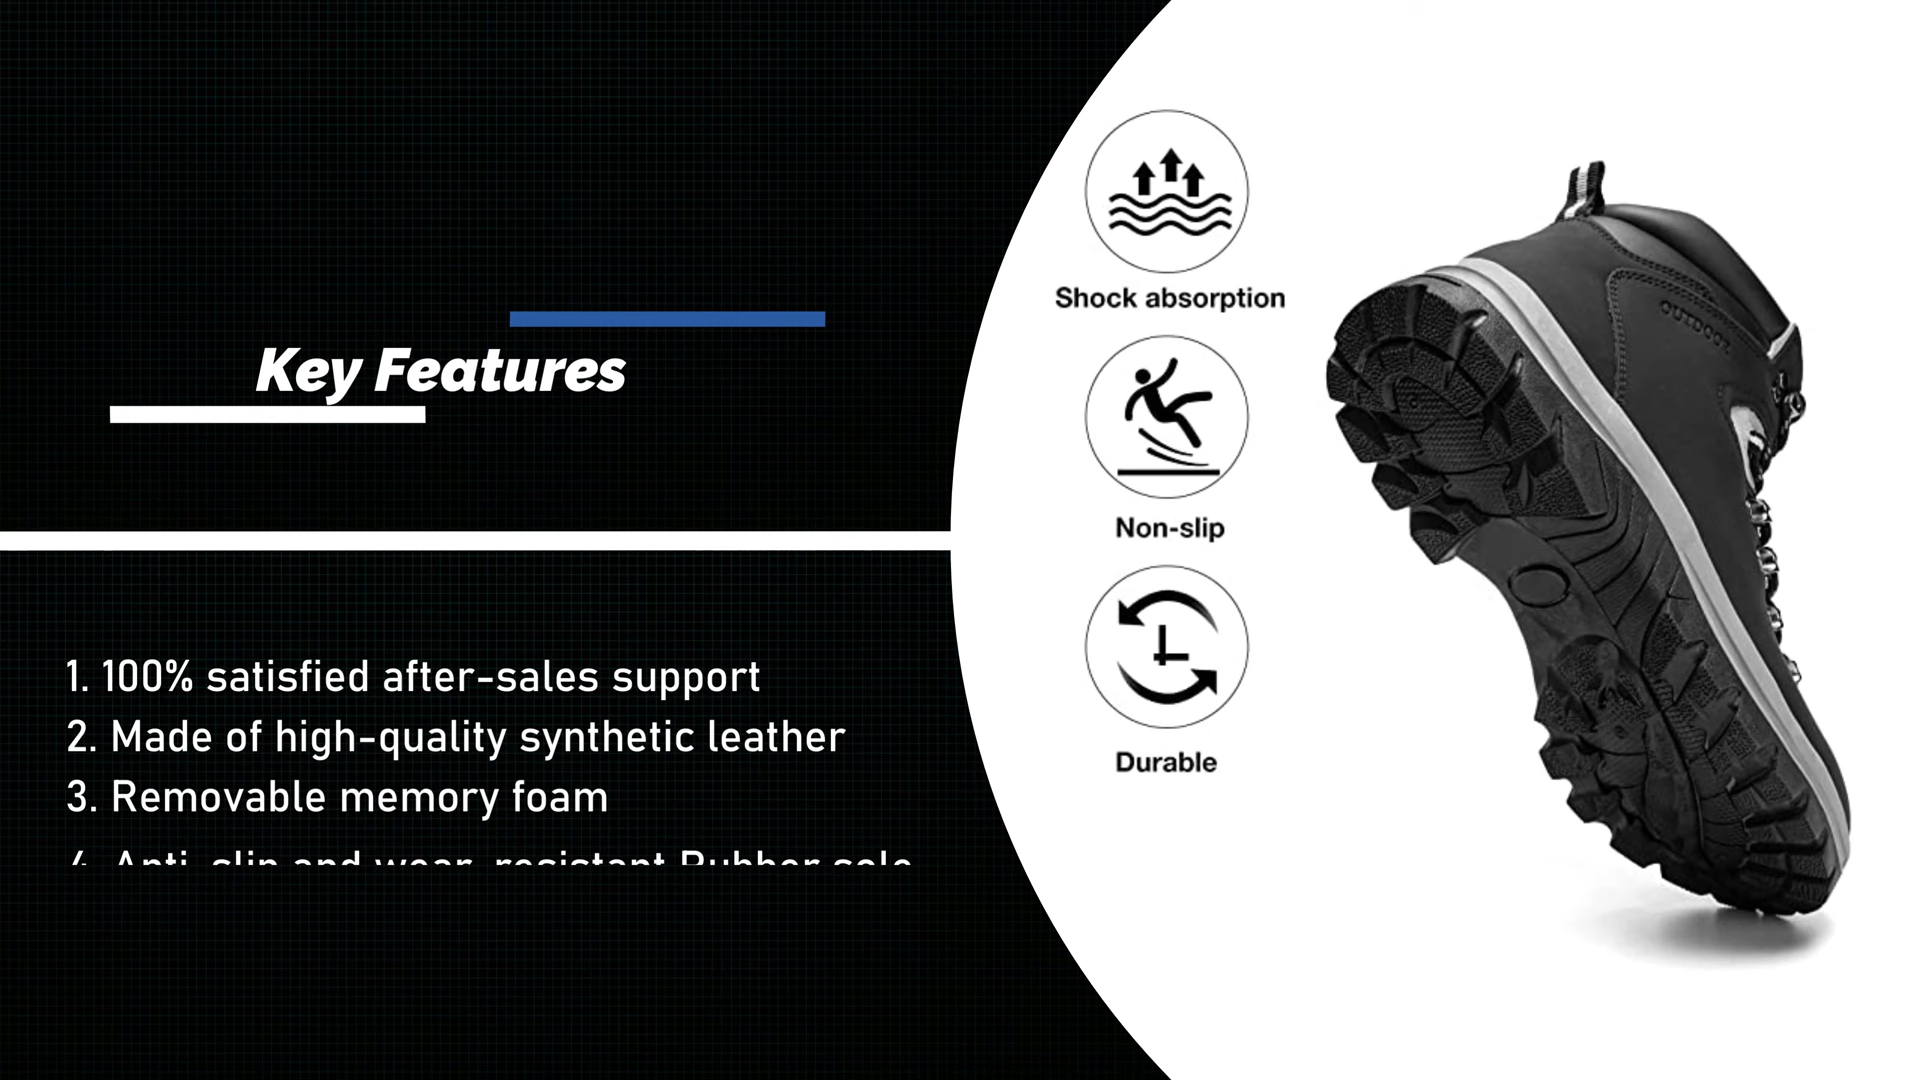 Key Features
1. 100% satisfied after-sales support
2. Made of high-quality synthetic leather
3. Removable memory foam
4. Anti-slip and wear-resistant Rubber sole
Shock absorption
Non-slip
Durable
OUTDOOR